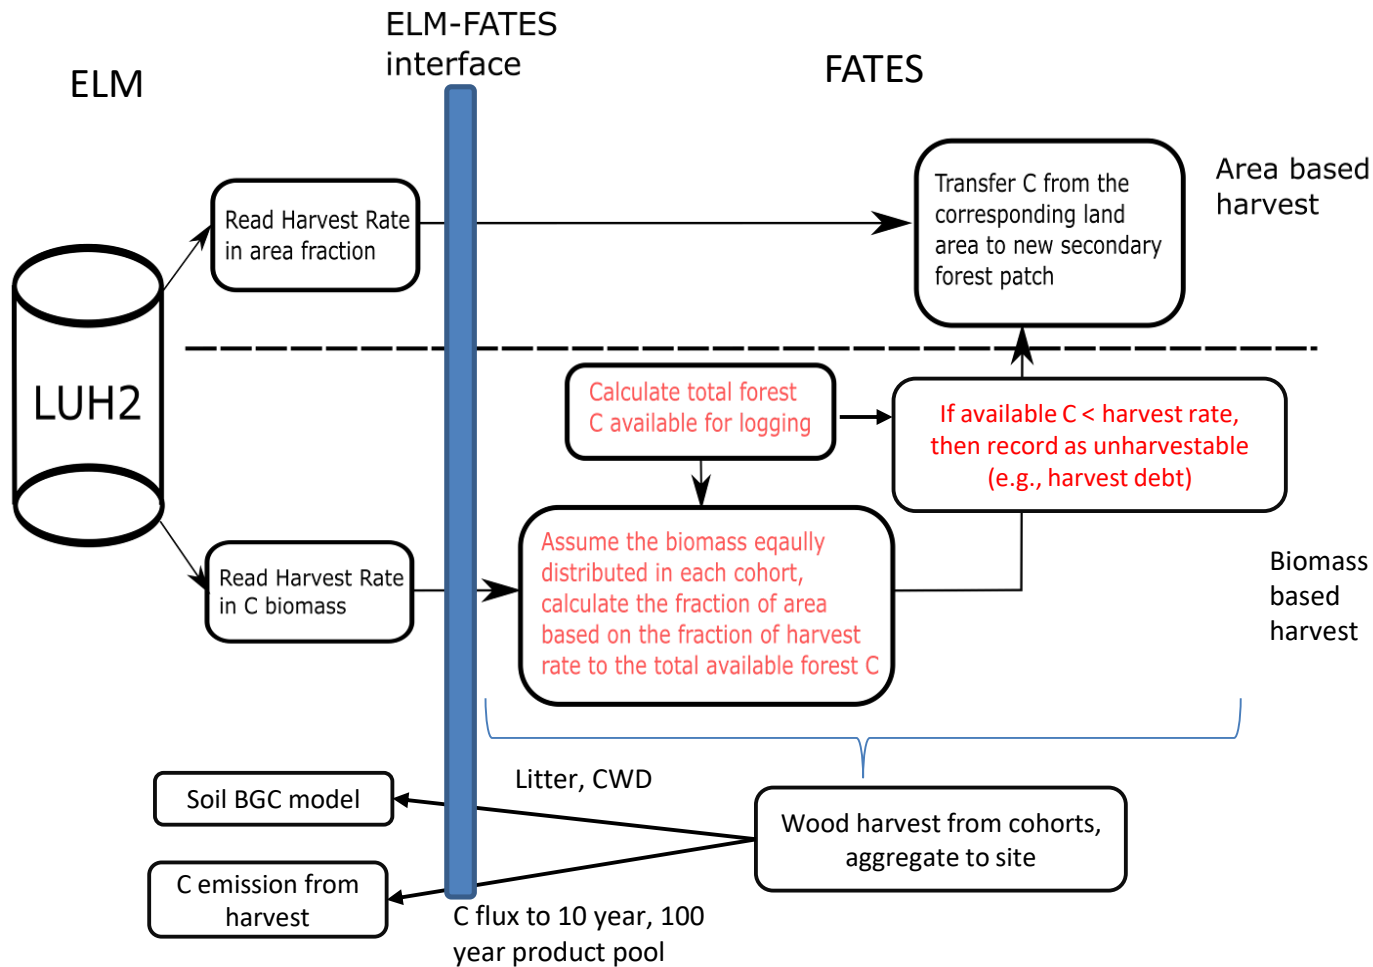 ELM
ELM-FATES
interface
FATES
Read Harvest Rate
in area fraction
Transfer C from the
corresponding land
area to new secondary
forest patch
Area based
harvest
LUH2
Calculate total forest
C available for logging
If available C < harvest rate,
then record as unharvestable
(e.g., harvest debt)
Read Harvest Rate
in C biomass
Assume the biomass eqaully
distributed in each cohort,
calculate the fraction of area
based on the fraction of harvest
rate to the total available forest C
Biomass
based
harvest
Litter, CWD
Soil BGC model
Wood harvest from cohorts,
aggregate to site
C emission from
harvest
C flux to 10 year, 100
year product pool